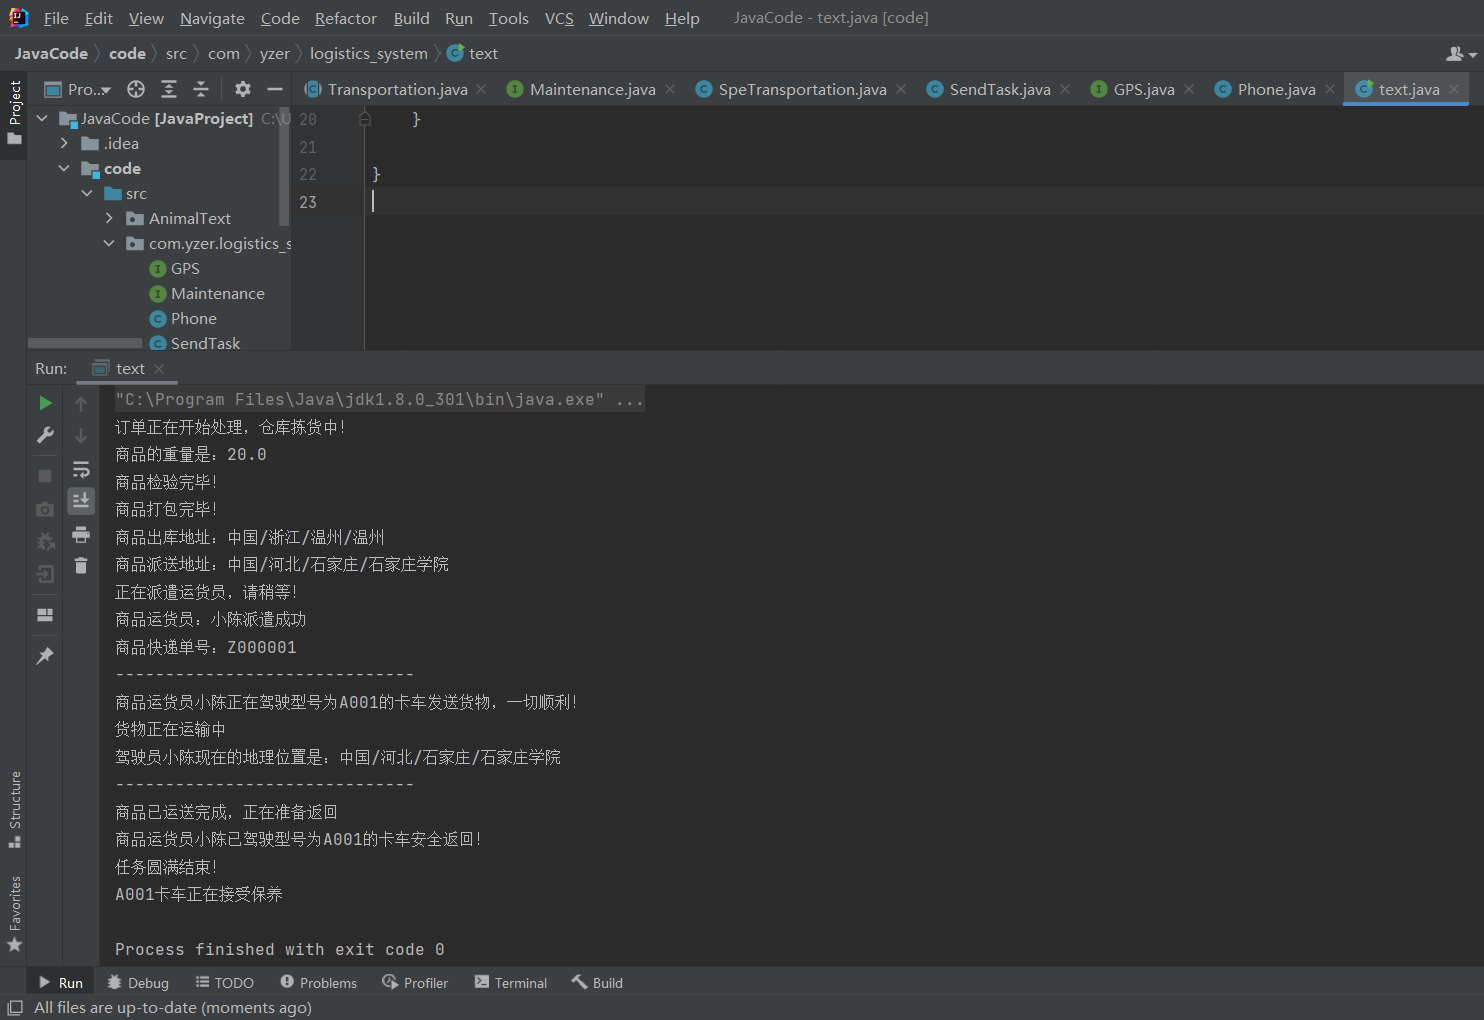 File Edit View Navigate Code Refactor Build Run Tools VCS Window Help JavaCode - text.java [code]
JavaCode code src com yzer logistics_system text
Project
Pro... Transportation.java Maintenance.java SpeTransportation.java SendTask.java GPS.java Phone.java text.java
JavaCode [JavaProject] C:\U
.idea
code
src
AnimalText
com.yzer.logistics_s
GPS
Maintenance
Phone
SendTask
20 }
21
22 }
23
Run: text
"C:\Program Files\Java\jdk1.8.0_301\bin\java.exe" ...
订单正在开始处理，仓库拣货中！
商品的重量是：20.0
商品检验完毕！
商品打包完毕！
商品出库地址：中国/浙江/温州/温州
商品派送地址：中国/河北/石家庄/石家庄学院
正在派遣运货员，请稍等！
商品运货员：小陈派遣成功
商品快递单号：Z000001
------------------------------
商品运货员小陈正在驾驶型号为A001的卡车发送货物，一切顺利！
货物正在运输中
驾驶员小陈现在的地理位置是：中国/河北/石家庄/石家庄学院
------------------------------
商品已运送完成，正在准备返回
商品运货员小陈已驾驶型号为A001的卡车安全返回！
任务圆满结束！
A001卡车正在接受保养
Process finished with exit code 0
Structure
Favorites
Run Debug TODO Problems Profiler Terminal Build
All files are up-to-date (moments ago)